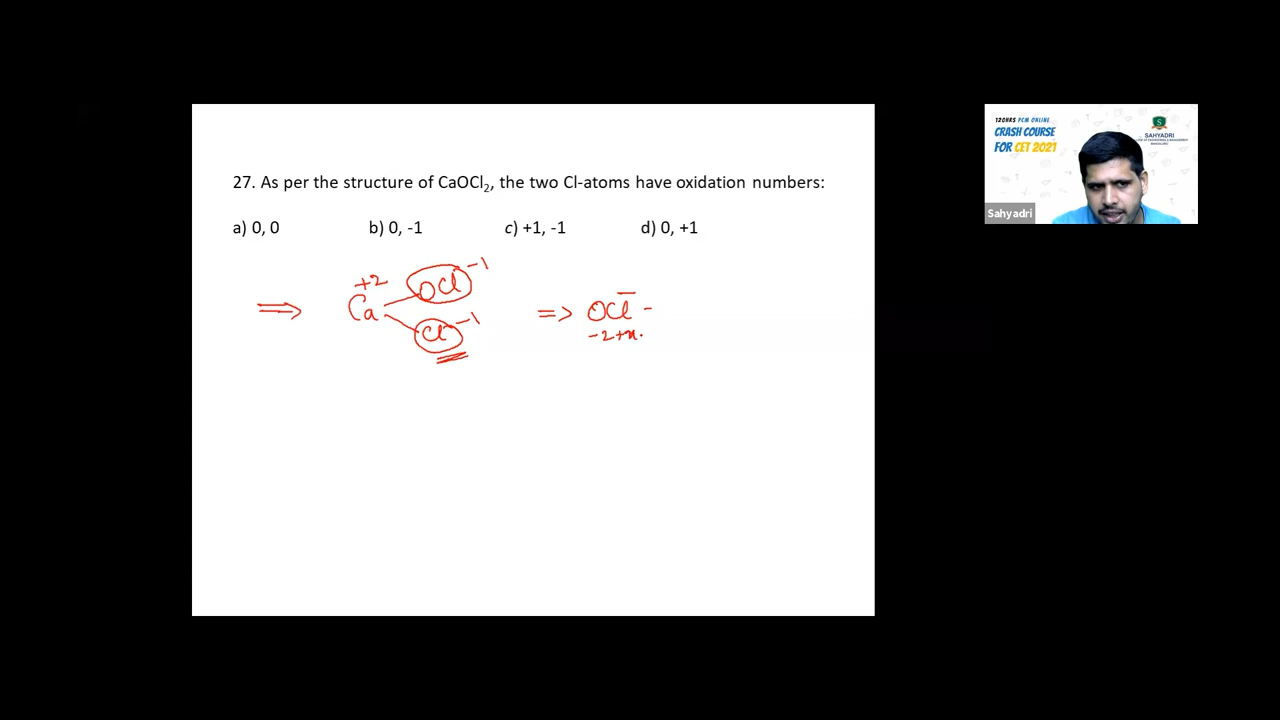 27. As per the structure of CaOCl₂, the two Cl-atoms have oxidation numbers:
a) 0, 0 b) 0, -1 c) +1, -1 d) 0, +1
+2 OCl -1
Ca
Cl -1
⇒ OCl⁻ -
-2+x.
120HRS PCM ONLINE
CRASH COURSE
FOR CET 2021
SAHYADRI
Sahyadri